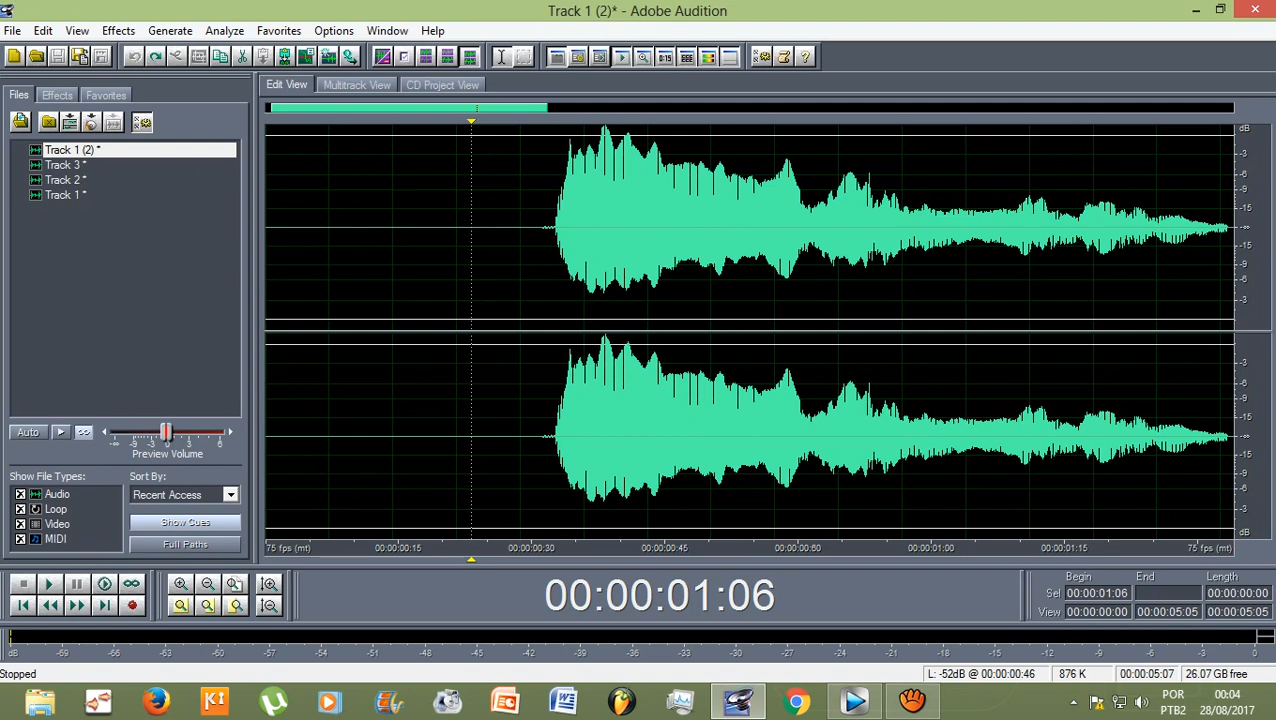 Track 1 (2)* - Adobe Audition
File Edit View Effects Generate Analyze Favorites Options Window Help
Files Effects Favorites
Edit View Multitrack View CD Project View
Track 1 (2) *
Track 3 *
Track 2 *
Track 1 *
dB
-3
-6
-9
-15
-∞
-15
-9
-6
-3
-3
-6
-9
-15
-∞
-15
-9
-6
-3
dB
Auto
-∞ -9 -3 0 3 6
Preview Volume
Show File Types: Sort By:
Audio Recent Access
Loop
Video Show Cues
MIDI Full Paths
75 fps (mt) 00:00:00:15 00:00:00:30 00:00:00:45 00:00:00:60 00:00:01:00 00:00:01:15 75 fps (mt)
00:00:01:06
Begin End Length
Sel 00:00:01:06 00:00:00:00
View 00:00:00:00 00:00:05:05 00:00:05:05
dB -69 -66 -63 -60 -57 -54 -51 -48 -45 -42 -39 -36 -33 -30 -27 -24 -21 -18 -15 -12 -9 -6 -3 0
Stopped L: -52dB @ 00:00:00:46 876 K 00:00:05:07 26.07 GB free
POR 00:04
PTB2 28/08/2017